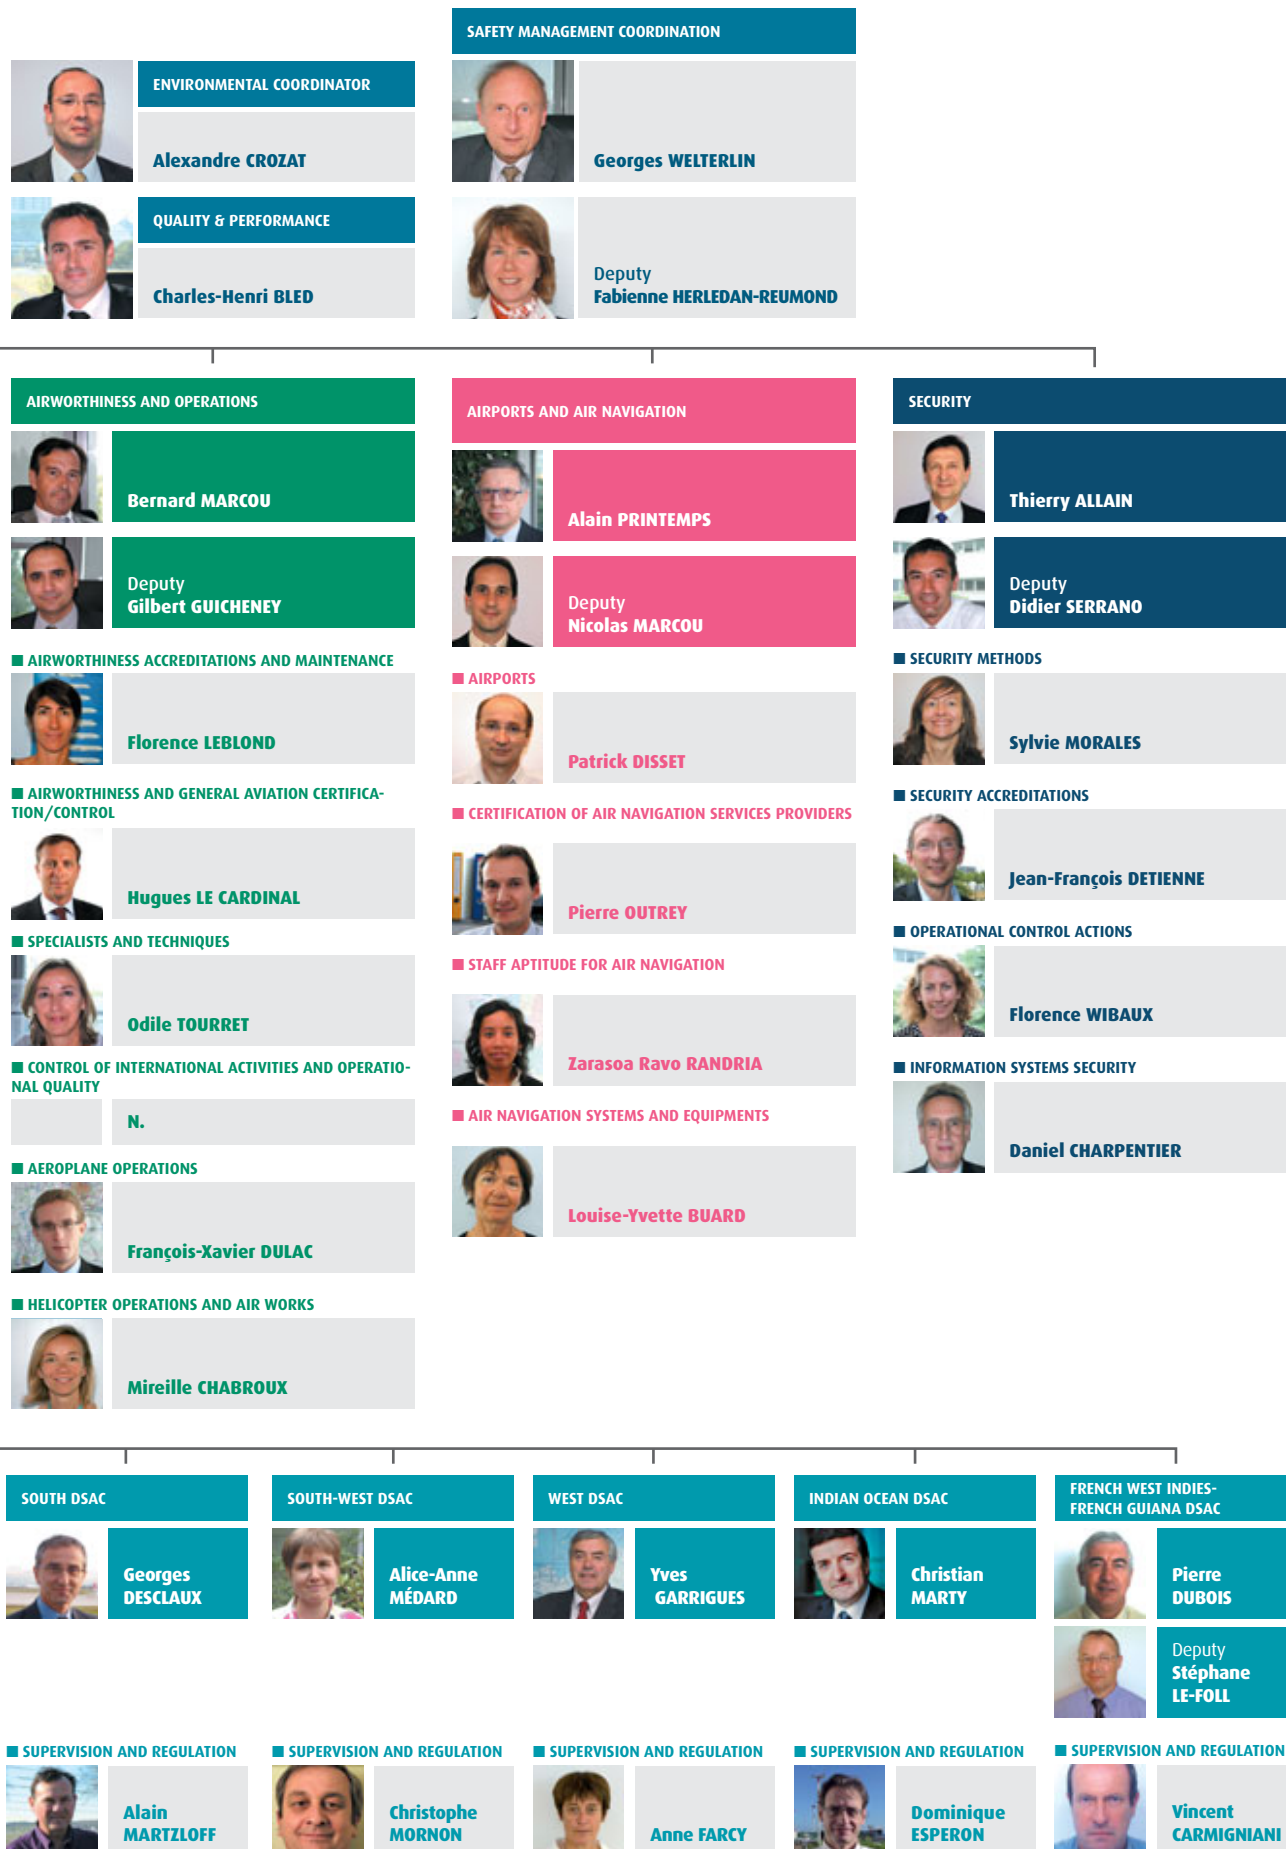 SAFETY MANAGEMENT COORDINATION
ENVIRONMENTAL COORDINATOR
Alexandre CROZAT
Georges WELTERLIN
QUALITY & PERFORMANCE
Charles-Henri BLED
Deputy
Fabienne HERLEDAN-REUMOND
AIRWORTHINESS AND OPERATIONS
Bernard MARCOU
Deputy
Gilbert GUICHENEY
■ AIRWORTHINESS ACCREDITATIONS AND MAINTENANCE
Florence LEBLOND
■ AIRWORTHINESS AND GENERAL AVIATION CERTIFICA-
TION/CONTROL
Hugues LE CARDINAL
■ SPECIALISTS AND TECHNIQUES
Odile TOURRET
■ CONTROL OF INTERNATIONAL ACTIVITIES AND OPERATIO-
NAL QUALITY
N.
■ AEROPLANE OPERATIONS
François-Xavier DULAC
■ HELICOPTER OPERATIONS AND AIR WORKS
Mireille CHABROUX
AIRPORTS AND AIR NAVIGATION
Alain PRINTEMPS
Deputy
Nicolas MARCOU
■ AIRPORTS
Patrick DISSET
■ CERTIFICATION OF AIR NAVIGATION SERVICES PROVIDERS
Pierre OUTREY
■ STAFF APTITUDE FOR AIR NAVIGATION
Zarasoa Ravo RANDRIA
■ AIR NAVIGATION SYSTEMS AND EQUIPMENTS
Louise-Yvette BUARD
SECURITY
Thierry ALLAIN
Deputy
Didier SERRANO
■ SECURITY METHODS
Sylvie MORALES
■ SECURITY ACCREDITATIONS
Jean-François DETIENNE
■ OPERATIONAL CONTROL ACTIONS
Florence WIBAUX
■ INFORMATION SYSTEMS SECURITY
Daniel CHARPENTIER
SOUTH DSAC
Georges
DESCLAUX
■ SUPERVISION AND REGULATION
Alain
MARTZLOFF
SOUTH-WEST DSAC
Alice-Anne
MÉDARD
■ SUPERVISION AND REGULATION
Christophe
MORNON
WEST DSAC
Yves
GARRIGUES
■ SUPERVISION AND REGULATION
Anne FARCY
INDIAN OCEAN DSAC
Christian
MARTY
■ SUPERVISION AND REGULATION
Dominique
ESPERON
FRENCH WEST INDIES-
FRENCH GUIANA DSAC
Pierre
DUBOIS
Deputy
Stéphane
LE-FOLL
■ SUPERVISION AND REGULATION
Vincent
CARMIGNIANI